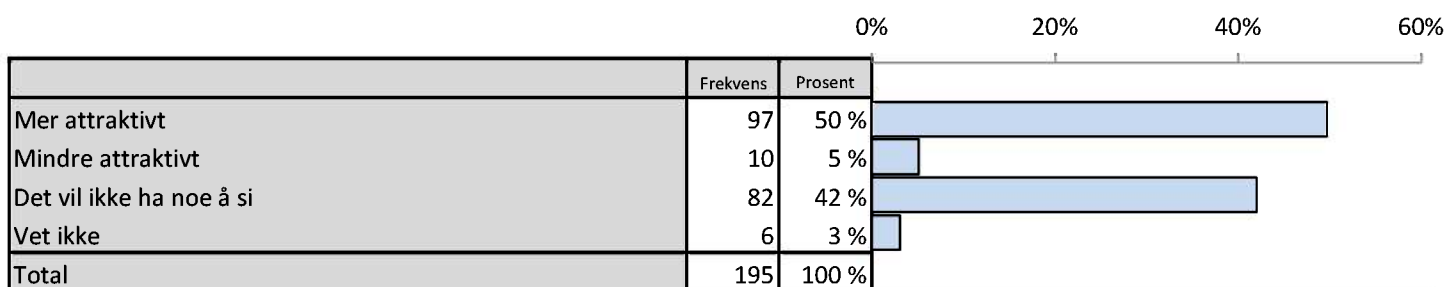 0% 20% 40% 60%
Frekvens Prosent
Mer attraktivt 97 50 %
Mindre attraktivt 10 5 %
Det vil ikke ha noe å si 82 42 %
Vet ikke 6 3 %
Total 195 100 %